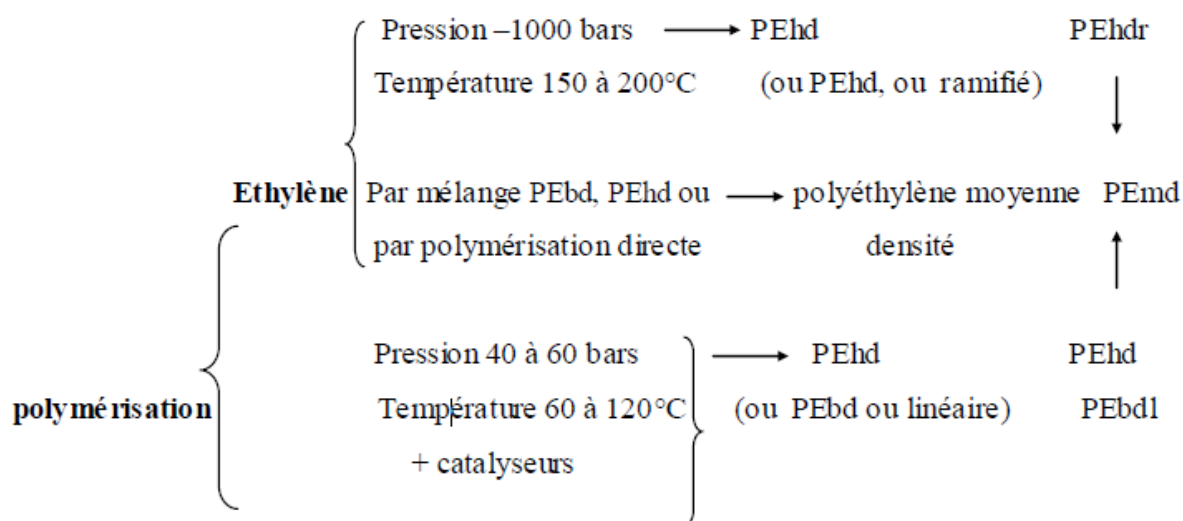 Pression –1000 bars ⟶ PEhd PEhdr
Température 150 à 200°C (ou PEhd, ou ramifié)
Ethylène Par mélange PEbd, PEhd ou ⟶ polyéthylène moyenne PEmd
par polymérisation directe densité
Pression 40 à 60 bars ⟶ PEhd PEhd
polymérisation Température 60 à 120°C (ou PEbd ou linéaire) PEbdl
+ catalyseurs